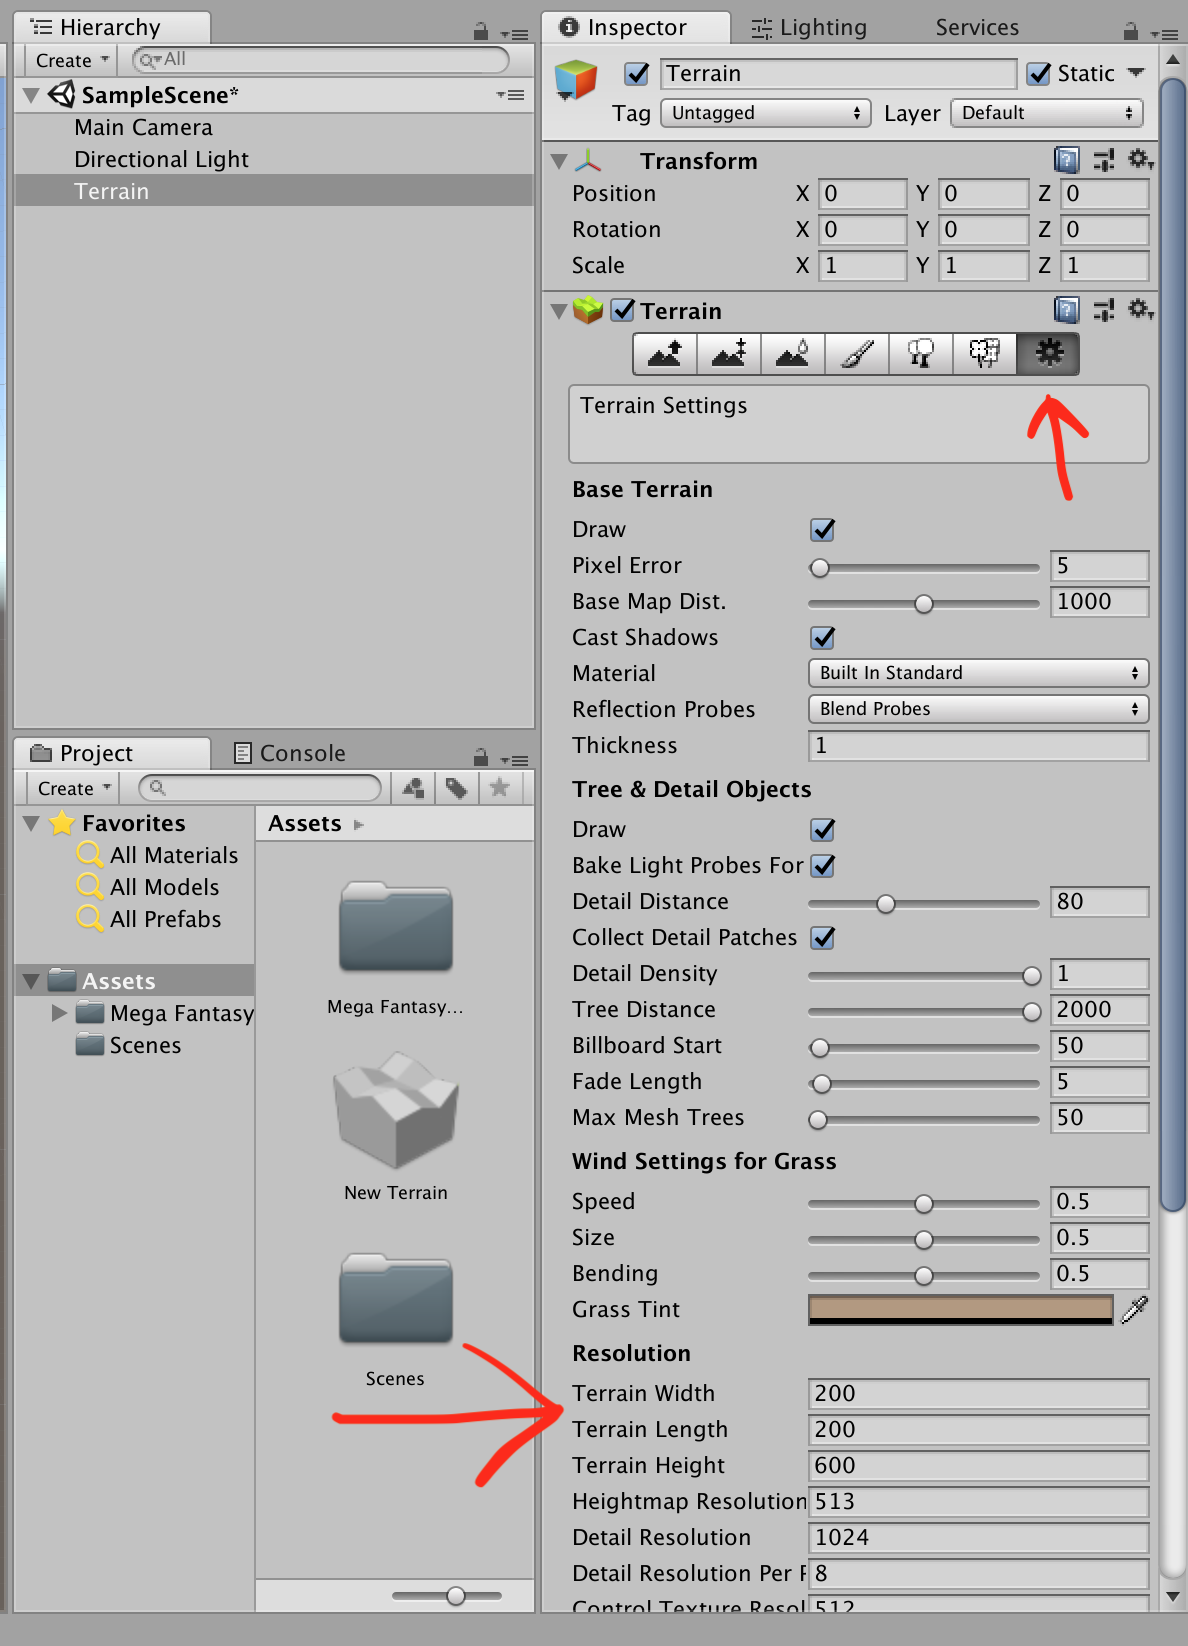 Hierarchy
Create
All
SampleScene*
Main Camera
Directional Light
Terrain
Project
Console
Create
Favorites
All Materials
All Models
All Prefabs
Assets
Mega Fantasy
Scenes
Assets
Mega Fantasy...
New Terrain
Scenes
Inspector
Lighting
Services
Terrain
Static
Tag
Untagged
Layer
Default
Transform
Position X 0 Y 0 Z 0
Rotation X 0 Y 0 Z 0
Scale X 1 Y 1 Z 1
Terrain
Terrain Settings
Base Terrain
Draw
Pixel Error 5
Base Map Dist. 1000
Cast Shadows
Material Built In Standard
Reflection Probes Blend Probes
Thickness 1
Tree & Detail Objects
Draw
Bake Light Probes For
Detail Distance 80
Collect Detail Patches
Detail Density 1
Tree Distance 2000
Billboard Start 50
Fade Length 5
Max Mesh Trees 50
Wind Settings for Grass
Speed 0.5
Size 0.5
Bending 0.5
Grass Tint
Resolution
Terrain Width 200
Terrain Length 200
Terrain Height 600
Heightmap Resolution 513
Detail Resolution 1024
Detail Resolution Per P 8
Control Texture Resol 512